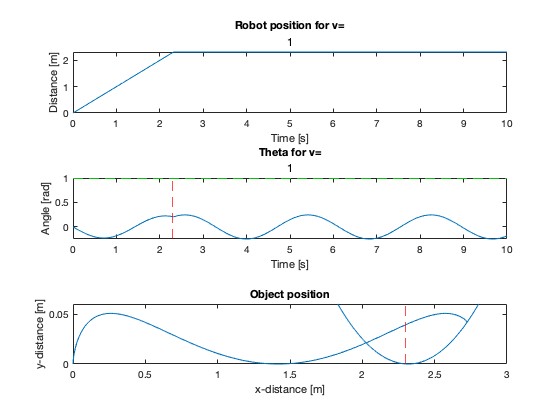 Robot position for v=
1
Distance [m]
2
1
0
0 1 2 3 4 5 6 7 8 9 10
Time [s]
Theta for v=
1
Angle [rad]
1
0.5
0
0 1 2 3 4 5 6 7 8 9 10
Time [s]
Object position
y-distance [m]
0.05
0
0 0.5 1 1.5 2 2.5 3
x-distance [m]